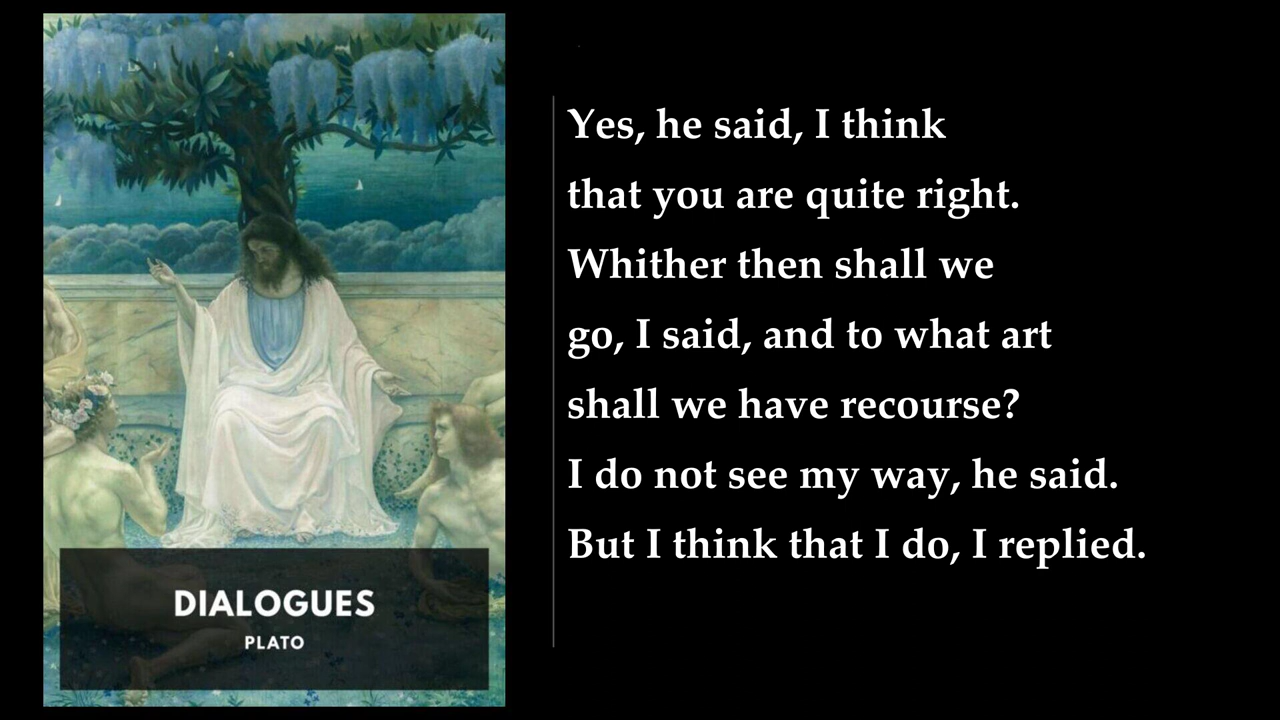 DIALOGUES
PLATO
Yes, he said, I think
that you are quite right.
Whither then shall we
go, I said, and to what art
shall we have recourse?
I do not see my way, he said.
But I think that I do, I replied.